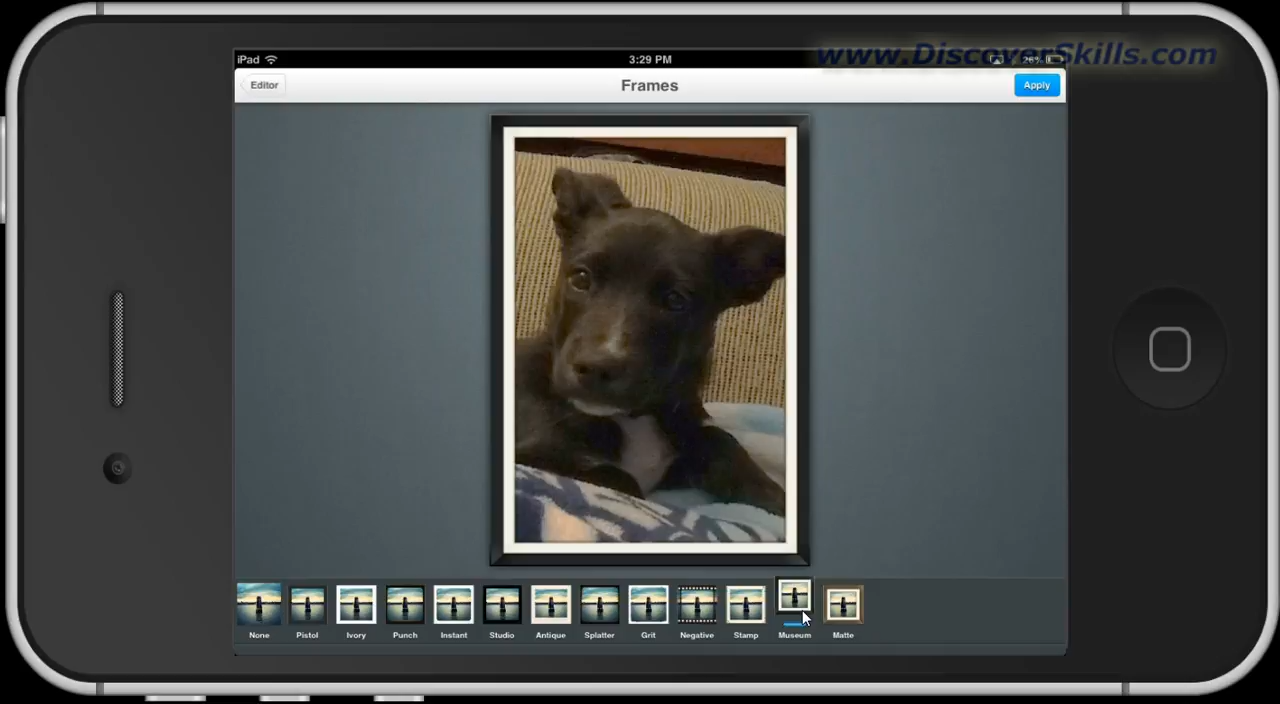 www.DiscoverSkills.com
iPad 3:29 PM 26%
Editor Frames Apply
None Pistol Ivory Punch Instant Studio Antique Splatter Grit Negative Stamp Museum Matte